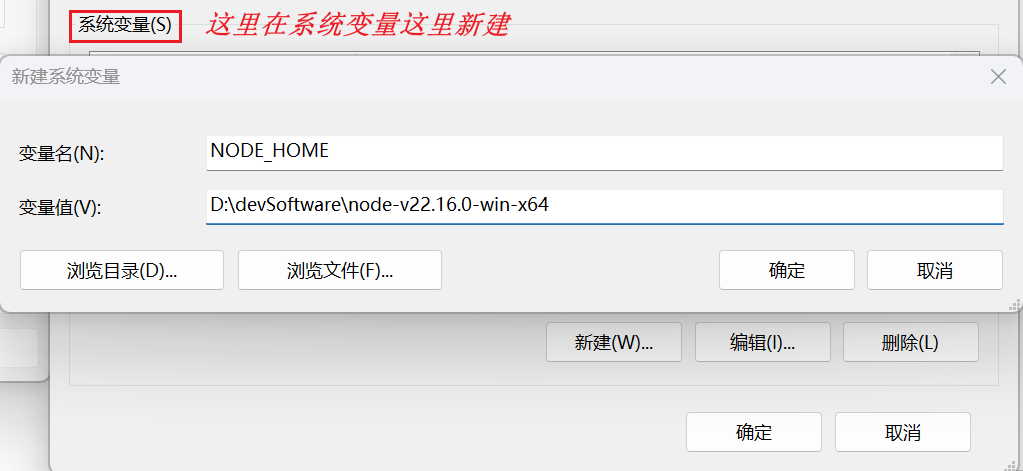 系统变量(S) 这里在系统变量这里新建
新建系统变量
变量名(N): NODE_HOME
变量值(V): D:\devSoftware\node-v22.16.0-win-x64
浏览目录(D)... 浏览文件(F)... 确定 取消
新建(W)... 编辑(I)... 删除(L)
确定 取消